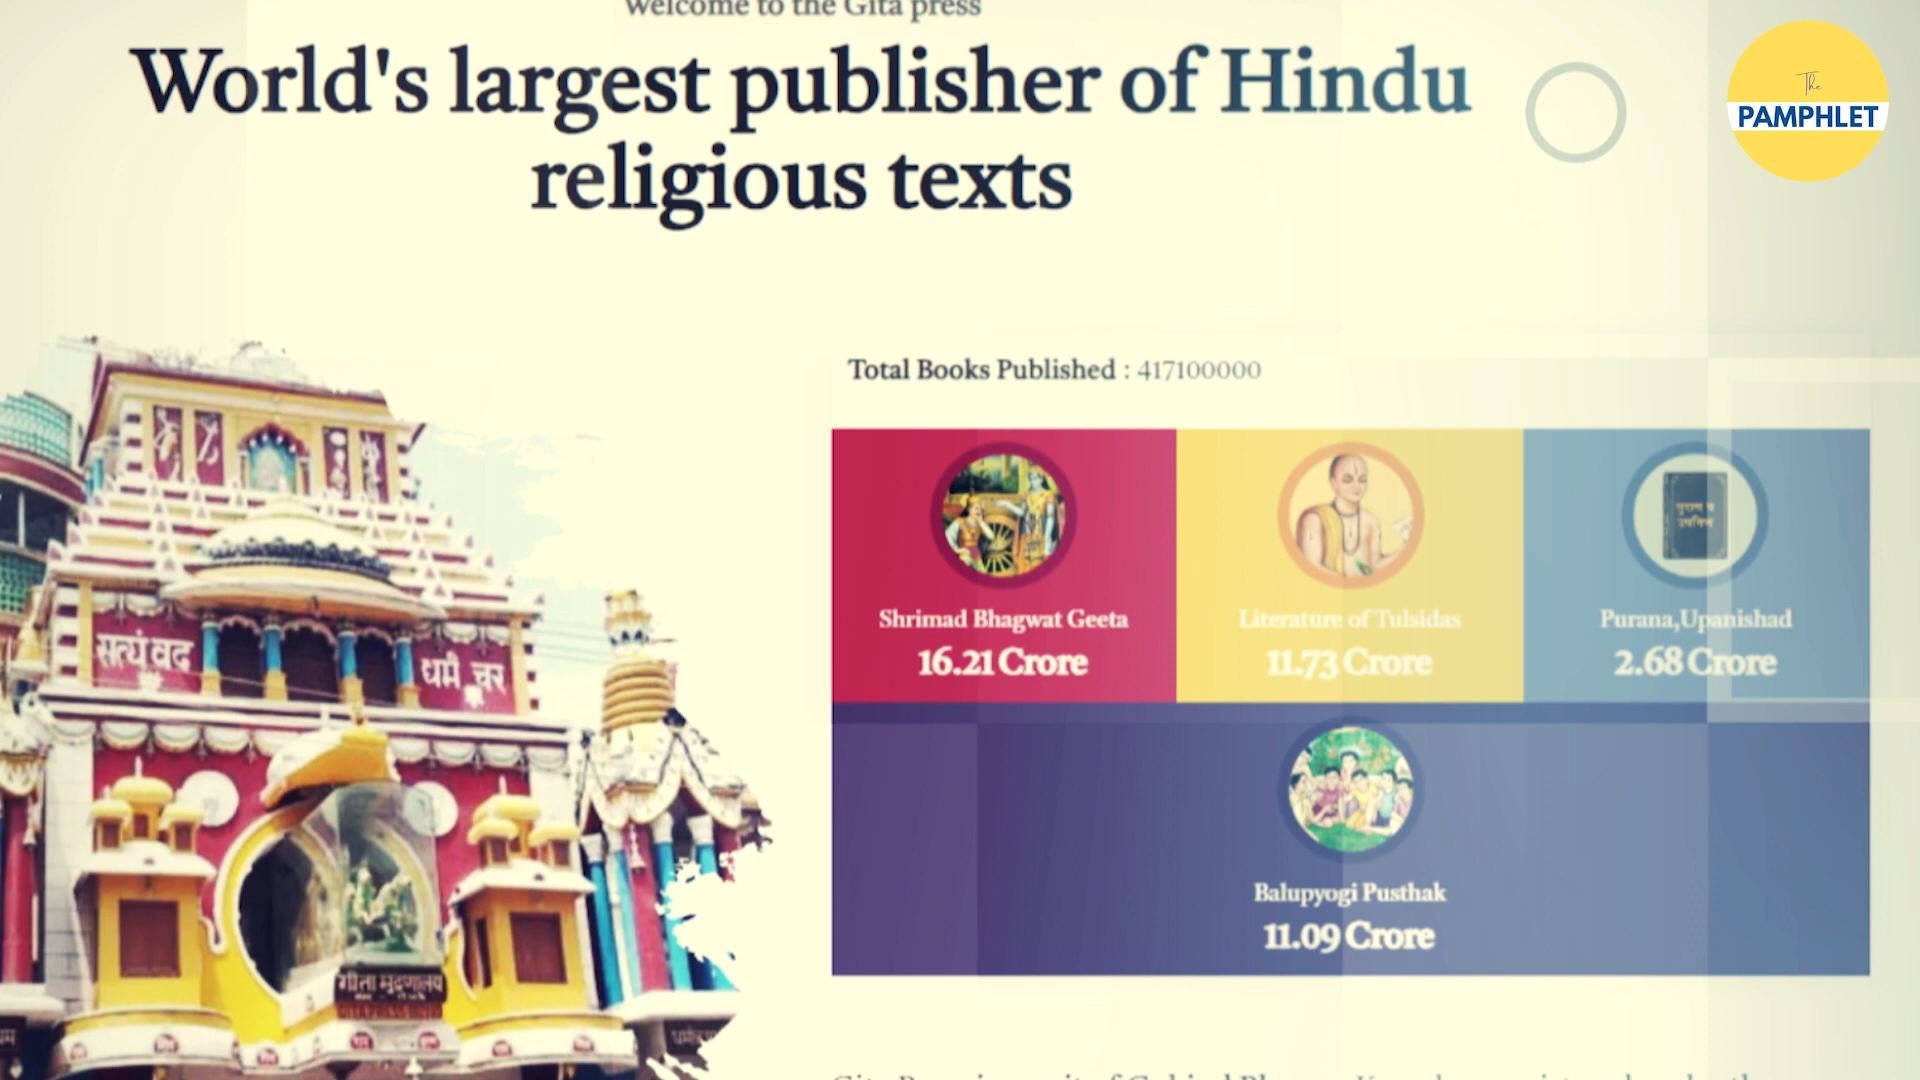 Welcome to the Gita press
World's largest publisher of Hindu
religious texts
The
PAMPHLET
Total Books Published : 417100000
Shrimad Bhagwat Geeta
16.21 Crore
Literature of Tulsidas
11.73 Crore
पुराण व
Purana,Upanishad
2.68 Crore
Balupyogi Pusthak
11.09 Crore
सत्यं वद
धर्मं चर
गीता मुद्रणालय